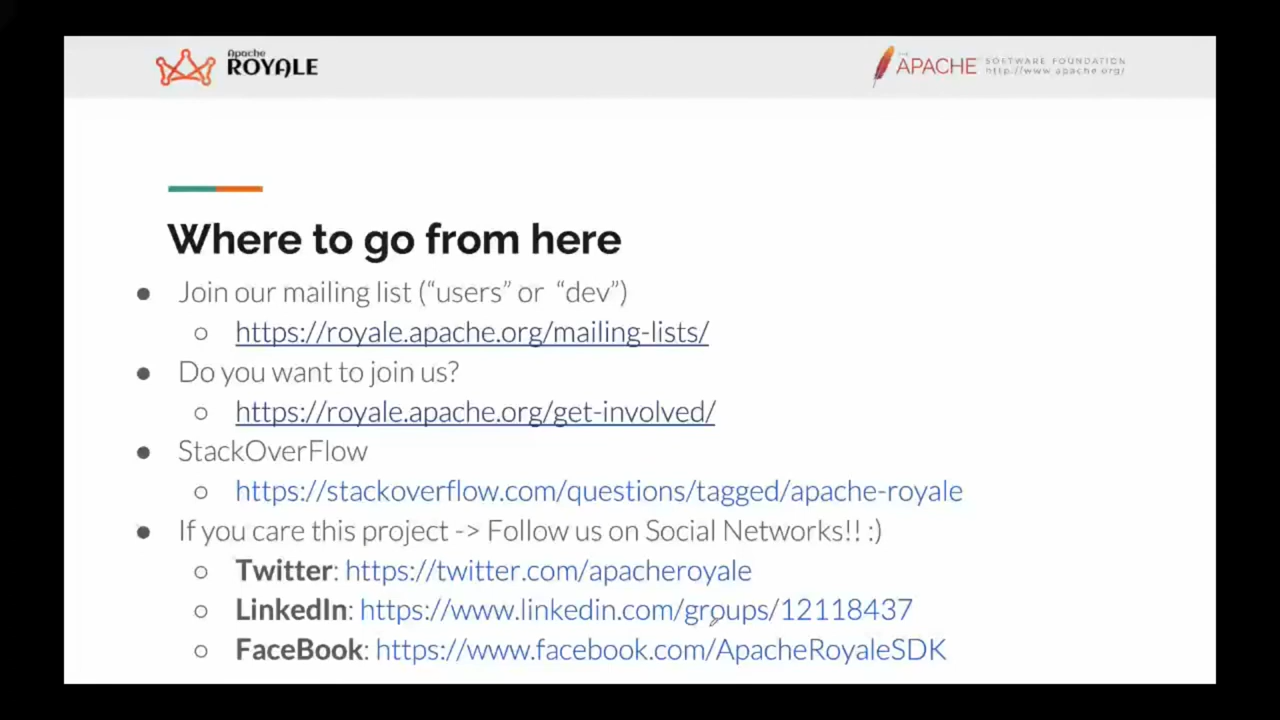 Apache
ROYALE
THE
APACHE
SOFTWARE FOUNDATION
http://www.apache.org/
Where to go from here
● Join our mailing list (“users” or “dev”)
○ https://royale.apache.org/mailing-lists/
● Do you want to join us?
○ https://royale.apache.org/get-involved/
● StackOverFlow
○ https://stackoverflow.com/questions/tagged/apache-royale
● If you care this project -> Follow us on Social Networks!! :)
○ Twitter: https://twitter.com/apacheroyale
○ LinkedIn: https://www.linkedin.com/groups/12118437
○ FaceBook: https://www.facebook.com/ApacheRoyaleSDK